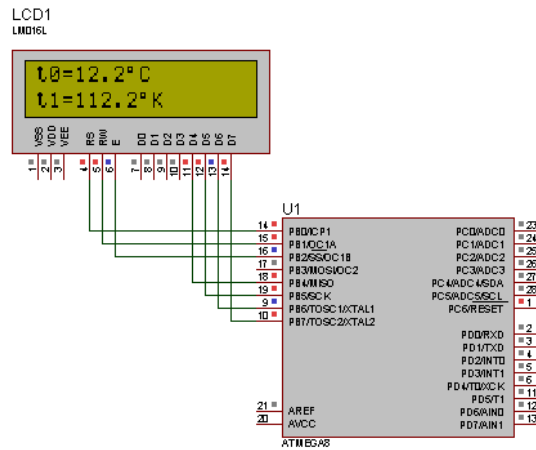 LCD1
LM016L
t0=12.2°C
t1=112.2°K
VSS VDD VEE RS RW E D0 D1 D2 D3 D4 D5 D6 D7
1 2 3 4 5 6 7 8 9 10 11 12 13 14
U1
14 PB0/ICP1 PC0/ADC0 23
15 PB1/OC1A PC1/ADC1 24
16 PB2/SS/OC1B PC2/ADC2 25
17 PB3/MOSI/OC2 PC3/ADC3 26
18 PB4/MISO PC4/ADC4/SDA 27
19 PB5/SCK PC5/ADC5/SCL 28
9 PB6/TOSC1/XTAL1 PC6/RESET 1
10 PB7/TOSC2/XTAL2
PD0/RXD 2
PD1/TXD 3
PD2/INT0 4
PD3/INT1 5
PD4/T0/XCK 6
PD5/T1 11
21 AREF PD6/AIN0 12
20 AVCC PD7/AIN1 13
ATMEGA8